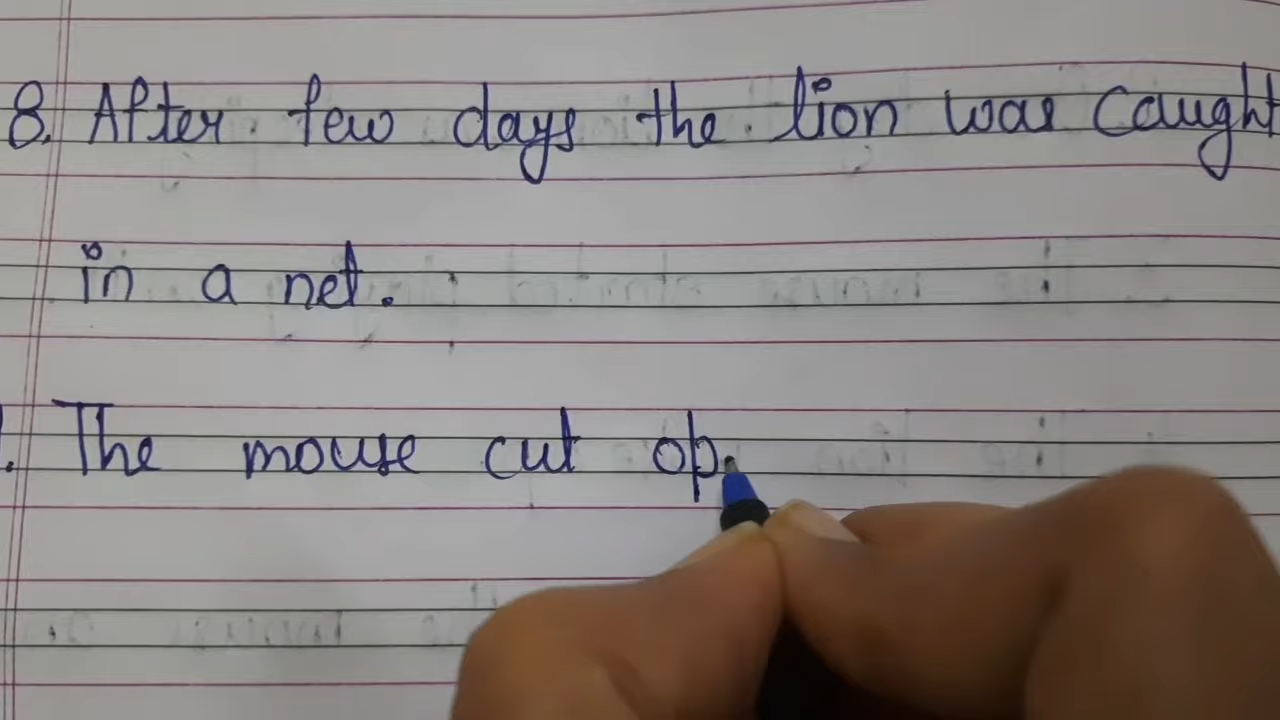 8. After few days the lion was caught
in a net.
. The mouse cut op